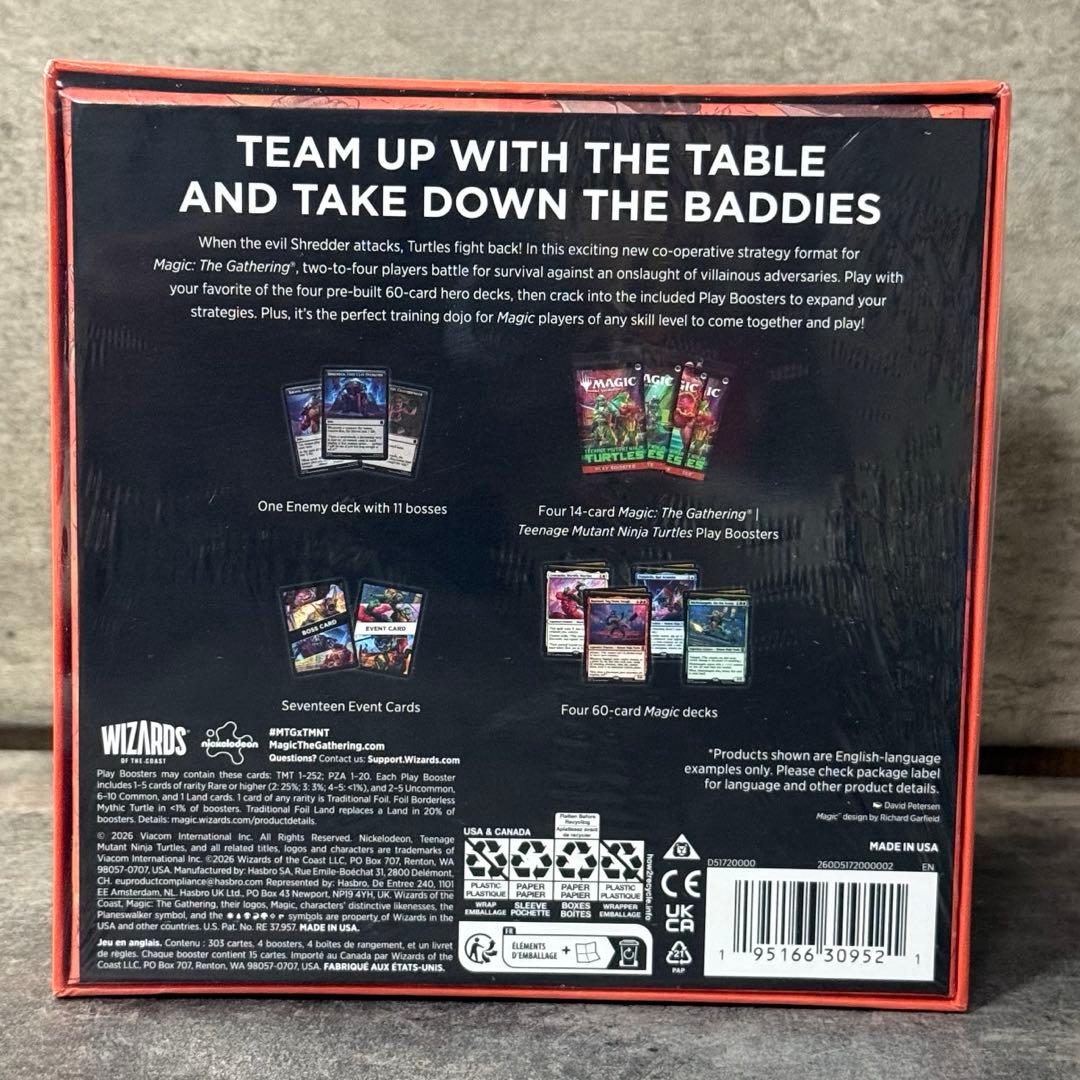 TEAM UP WITH THE TABLE
AND TAKE DOWN THE BADDIES
When the evil Shredder attacks, Turtles fight back! In this exciting new co-operative strategy format for
Magic: The Gathering®, two-to-four players battle for survival against an onslaught of villainous adversaries. Play with
your favorite of the four pre-built 60-card hero decks, then crack into the included Play Boosters to expand your
strategies. Plus, it's the perfect training dojo for Magic players of any skill level to come together and play!
MAGIC
TURTLES
PLAY BOOSTER
One Enemy deck with 11 bosses
Four 14-card Magic: The Gathering® |
Teenage Mutant Ninja Turtles Play Boosters
BOSS CARD
EVENT CARD
Seventeen Event Cards
Four 60-card Magic decks
WIZARDS
OF THE COAST
nickelodeon
#MTGxTMNT
MagicTheGathering.com
Questions? Contact us: Support.Wizards.com
Play Boosters may contain these cards: TMT 1-252; PZA 1-20. Each Play Booster
includes 1-5 cards of rarity Rare or higher (2: 25%; 3: 3%; 4-5: <1%), and 2-5 Uncommon,
6-10 Common, and 1 Land cards. 1 card of any rarity is Traditional Foil. Foil Borderless
Mythic Turtle in <1% of boosters. Traditional Foil Land replaces a Land in 20% of
boosters. Details: magic.wizards.com/productdetails.
© 2026 Viacom International Inc. All Rights Reserved. Nickelodeon, Teenage
Mutant Ninja Turtles, and all related titles, logos and characters are trademarks of
Viacom International Inc. ©2026 Wizards of the Coast LLC, PO Box 707, Renton, WA
98057-0707, USA. Manufactured by: Hasbro SA, Rue Emile-Boéchat 31, 2800 Delémont,
CH. euproductcompliance@hasbro.com Represented by: Hasbro, De Entree 240, 1101
EE Amsterdam, NL. Hasbro UK Ltd., PO Box 43 Newport, NP19 4YH, UK. Wizards of the
Coast, Magic: The Gathering, their logos, Magic, characters' distinctive likenesses, the
Planeswalker symbol, and the symbols are property of Wizards in the
USA and other countries. U.S. Pat. No. RE 37,957. MADE IN USA.
Jeu en anglais. Contenu : 303 cartes, 4 boosters, 4 boîtes de rangement, et un livret
de règles. Chaque booster contient 15 cartes. Importé au Canada par Wizards of the
Coast LLC, PO Box 707, Renton, WA 98057-0707, USA. FABRIQUÉ AUX ÉTATS-UNIS.
*Products shown are English-language
examples only. Please check package label
for language and other product details.
David Petersen
Magic® design by Richard Garfield
MADE IN USA
USA & CANADA
Flatten Before
Recycling
Aplatissez avant
de recycler
PLASTIC
PLASTIQUE
PAPER
PAPIER
PAPER
PAPIER
PLASTIC
PLASTIQUE
WRAP
EMBALLAGE
SLEEVE
POCHETTE
BOXES
BOÎTES
WRAPPER
EMBALLAGE
how2recycle.info
FR
ÉLÉMENTS
D'EMBALLAGE
+
CE
UK
CA
21
PAP
D51720000
260D5172000002
EN
1 95166 30952 1